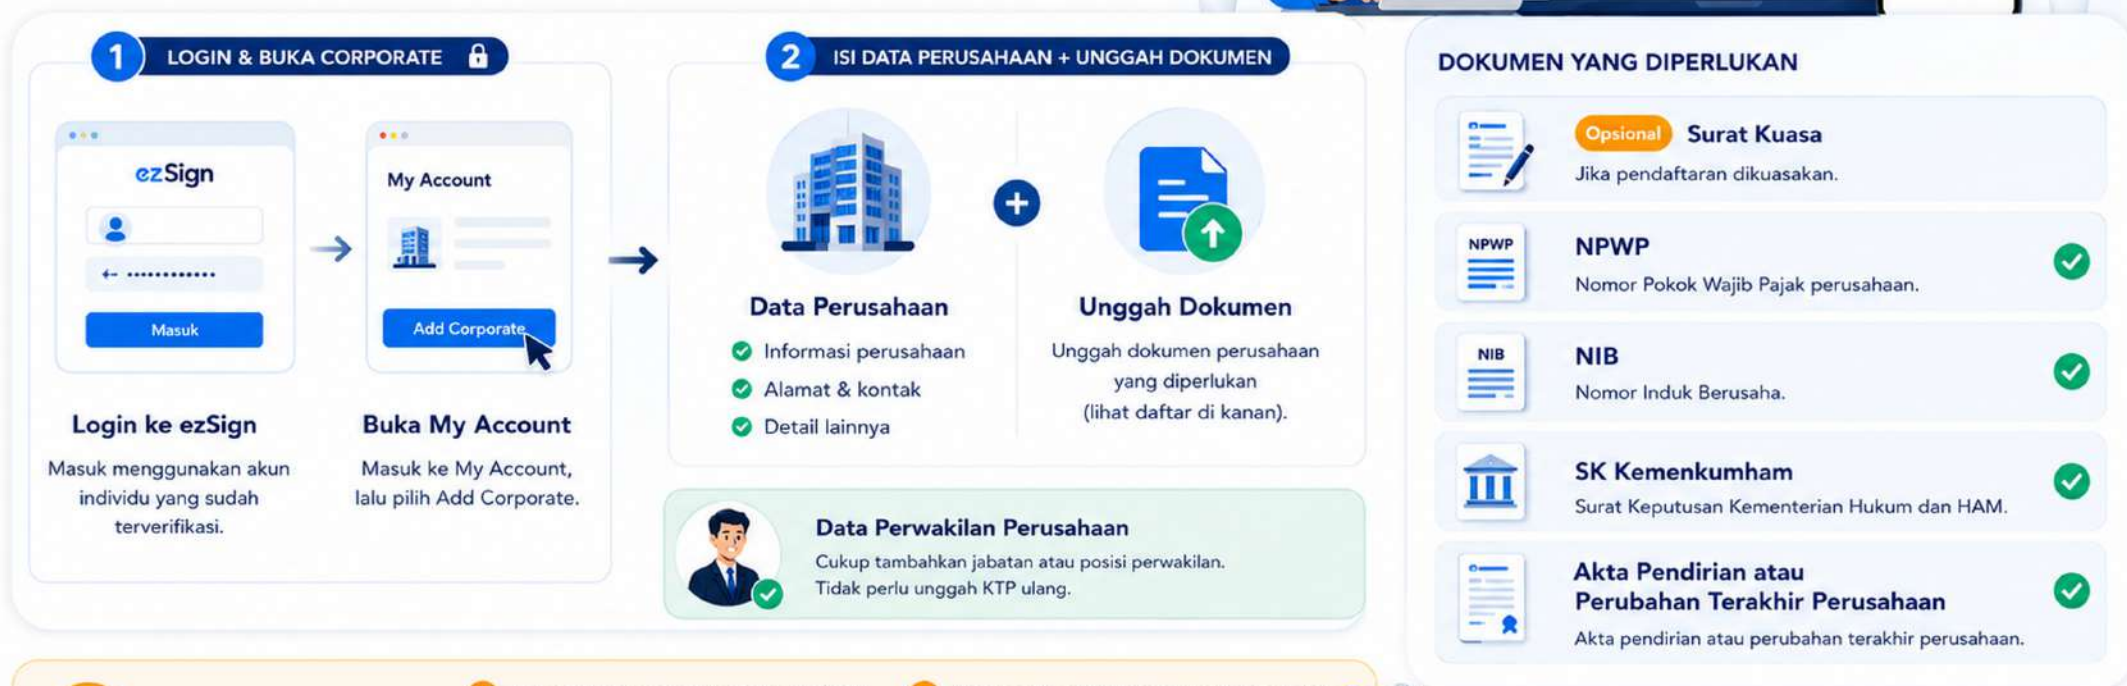 1 LOGIN & BUKA CORPORATE
ezSign
Masuk
My Account
Add Corporate
Login ke ezSign
Masuk menggunakan akun
individu yang sudah
terverifikasi.
Buka My Account
Masuk ke My Account,
lalu pilih Add Corporate.
2 ISI DATA PERUSAHAAN + UNGGAH DOKUMEN
Data Perusahaan
Informasi perusahaan
Alamat & kontak
Detail lainnya
Unggah Dokumen
Unggah dokumen perusahaan
yang diperlukan
(lihat daftar di kanan).
Data Perwakilan Perusahaan
Cukup tambahkan jabatan atau posisi perwakilan.
Tidak perlu unggah KTP ulang.
DOKUMEN YANG DIPERLUKAN
Opsional Surat Kuasa
Jika pendaftaran dikuasakan.
NPWP
NPWP
Nomor Pokok Wajib Pajak perusahaan.
NIB
NIB
Nomor Induk Berusaha.
SK Kemenkumham
Surat Keputusan Kementerian Hukum dan HAM.
Akta Pendirian atau
Perubahan Terakhir Perusahaan
Akta pendirian atau perubahan terakhir perusahaan.